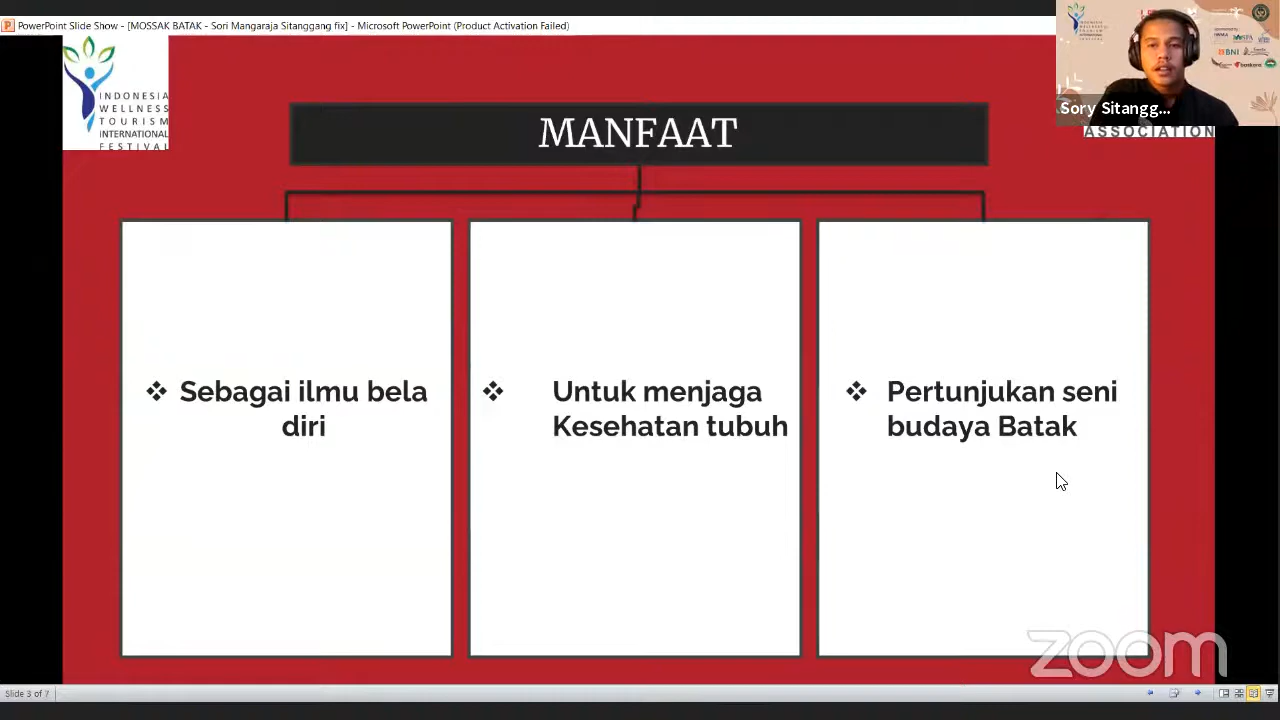 PowerPoint Slide Show - [MOSSAK BATAK - Sori Mangaraja Sitanggang fix] - Microsoft PowerPoint (Product Activation Failed)
INDONESIA
WELLNESS
TOURISM
INTERNATIONAL
FESTIVAL
BNI
Sory Sitangg...
ASSOCIATION
MANFAAT
❖ Sebagai ilmu bela
diri
❖ Untuk menjaga
Kesehatan tubuh
❖ Pertunjukan seni
budaya Batak
zoom
Slide 3 of 7